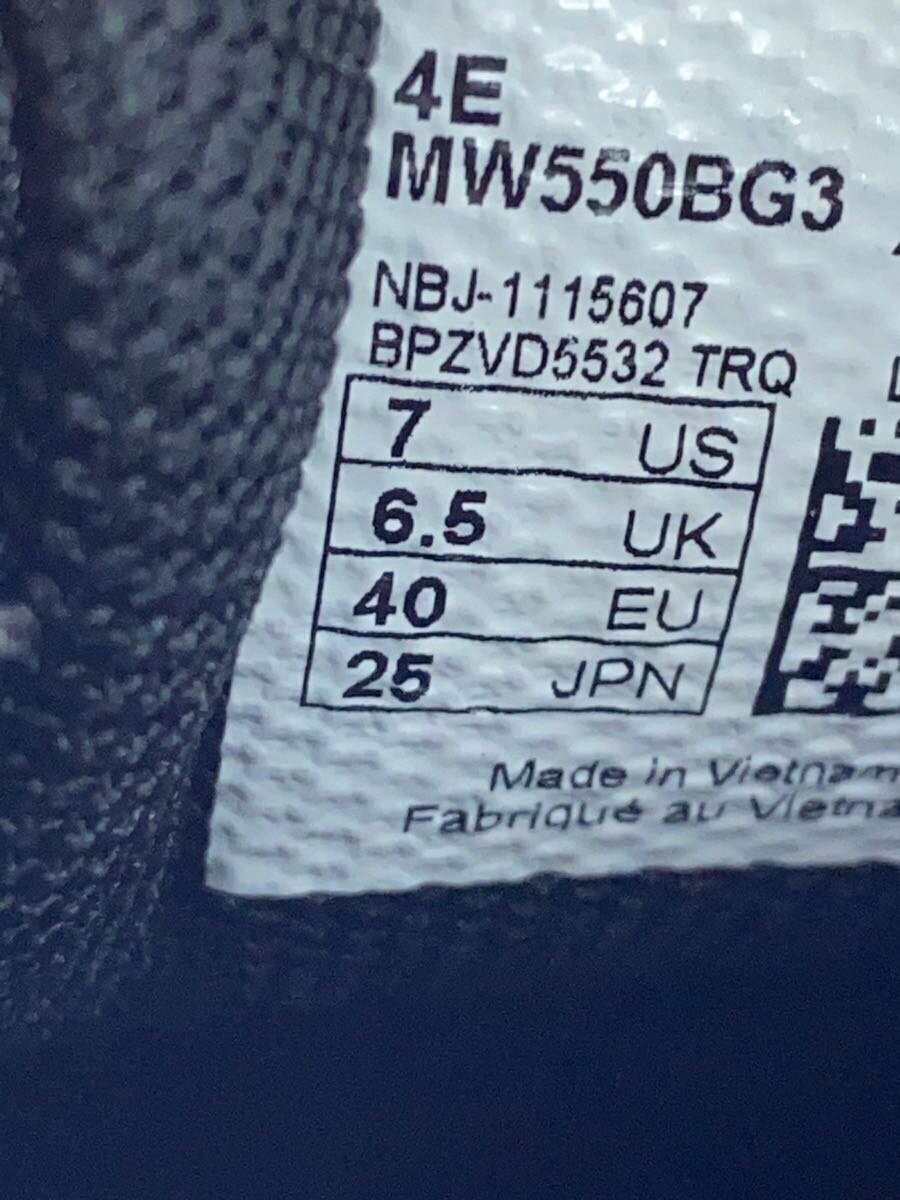 4E
MW550BG3
NBJ-1115607
BPZVD5532 TRQ
7 US
6.5 UK
40 EU
25 JPN
Made in Vietnam
Fabriqué au Vietna